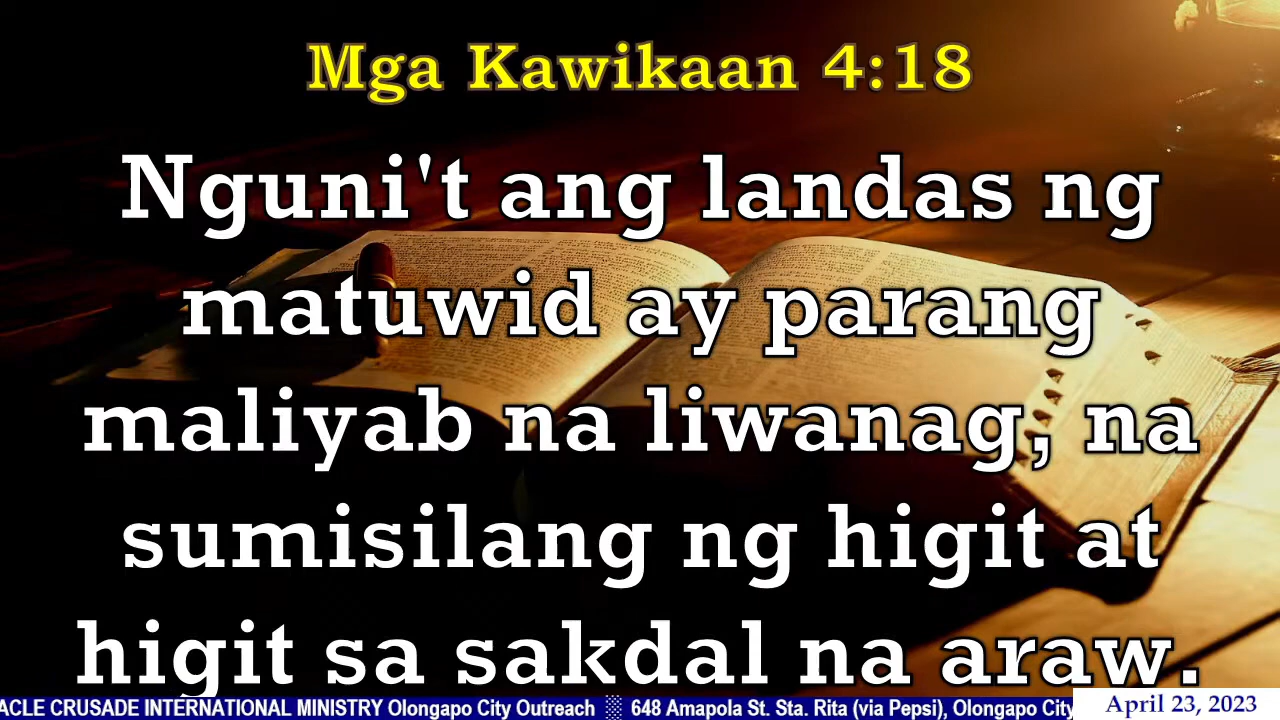 Mga Kawikaan 4:18
Nguni't ang landas ng
matuwid ay parang
maliyab na liwanag, na
sumisilang ng higit at
higit sa sakdal na araw.
ACLE CRUSADE INTERNATIONAL MINISTRY Olongapo City Outreach ░ 648 Amapola St. Sta. Rita (via Pepsi), Olongapo City
April 23, 2023